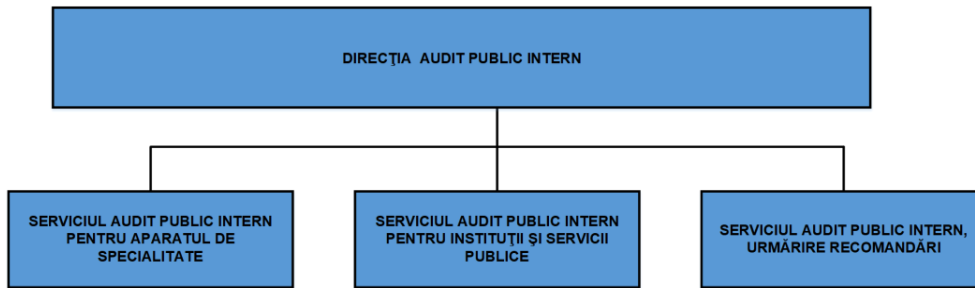 DIRECŢIA AUDIT PUBLIC INTERN
SERVICIUL AUDIT PUBLIC INTERN
PENTRU APARATUL DE
SPECIALITATE
SERVICIUL AUDIT PUBLIC INTERN
PENTRU INSTITUŢII ŞI SERVICII
PUBLICE
SERVICIUL AUDIT PUBLIC INTERN,
URMĂRIRE RECOMANDĂRI